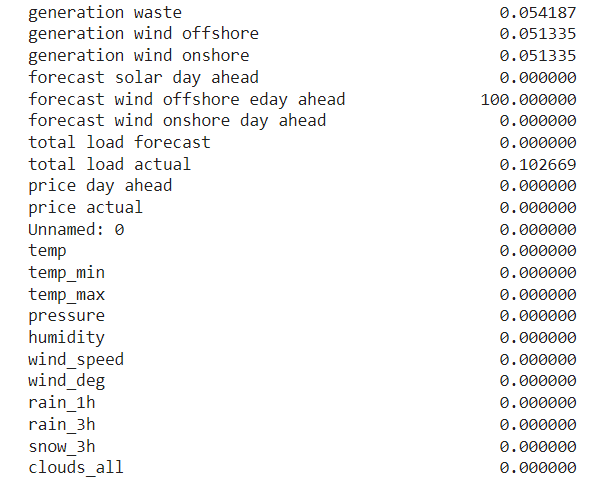 generation waste 0.054187
generation wind offshore 0.051335
generation wind onshore 0.051335
forecast solar day ahead 0.000000
forecast wind offshore eday ahead 100.000000
forecast wind onshore day ahead 0.000000
total load forecast 0.000000
total load actual 0.102669
price day ahead 0.000000
price actual 0.000000
Unnamed: 0 0.000000
temp 0.000000
temp_min 0.000000
temp_max 0.000000
pressure 0.000000
humidity 0.000000
wind_speed 0.000000
wind_deg 0.000000
rain_1h 0.000000
rain_3h 0.000000
snow_3h 0.000000
clouds_all 0.000000